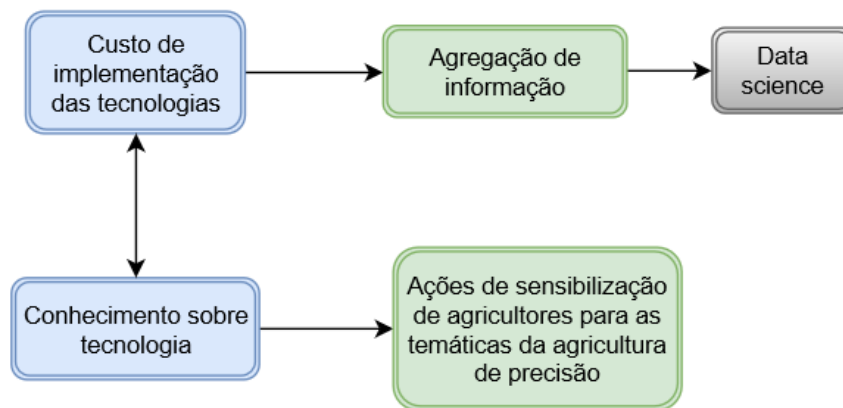 Custo de
implementação
das tecnologias
Agregação de
informação
Data
science
Conhecimento sobre
tecnologia
Ações de sensibilização
de agricultores para as
temáticas da agricultura
de precisão